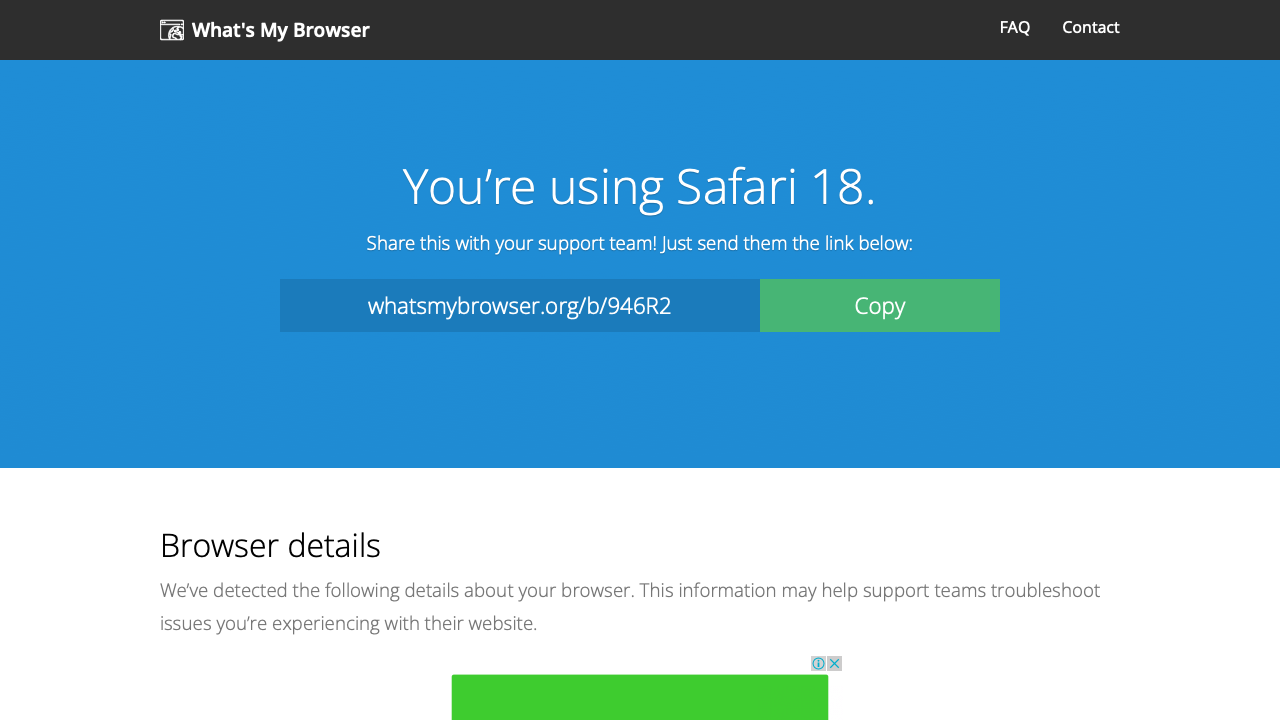 What's My Browser
FAQ
Contact
You’re using Safari 18.
Share this with your support team! Just send them the link below:
whatsmybrowser.org/b/946R2
Copy
Browser details
We’ve detected the following details about your browser. This information may help support teams troubleshoot
issues you’re experiencing with their website.